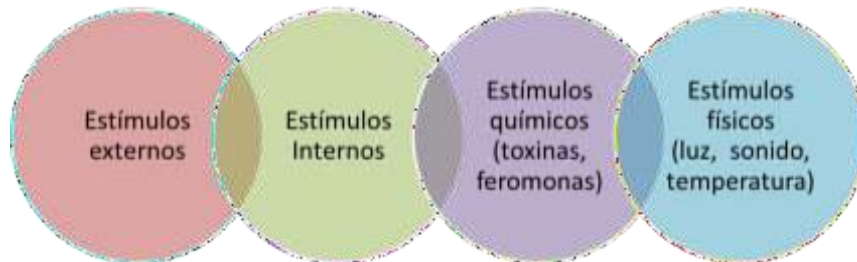 Estímulos
externos
Estímulos
Internos
Estímulos
químicos
(toxinas,
feromonas)
Estímulos
físicos
(luz, sonido,
temperatura)